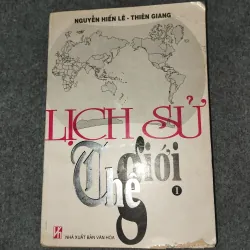 NGUYỄN HIẾN LÊ - THIÊN GIANG
LỊCH SỬ
Thế giới
1
NHÀ XUẤT BẢN VĂN HÓA